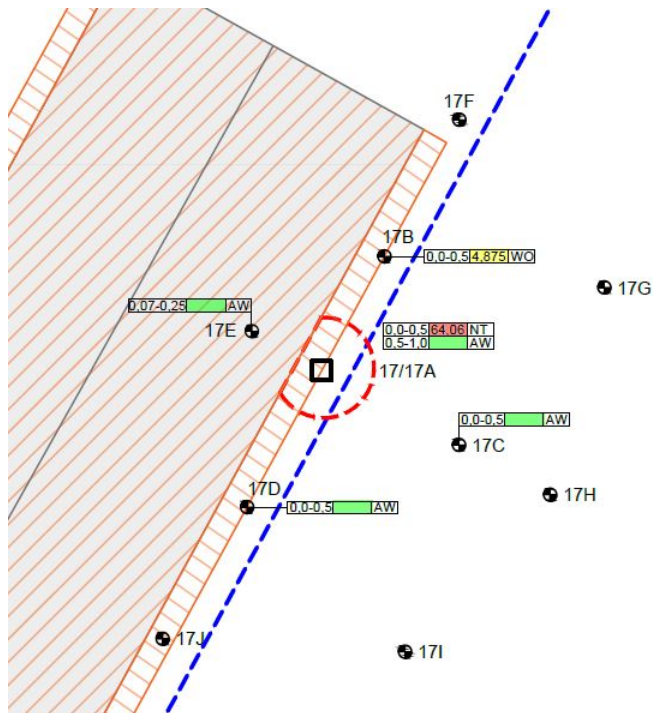 17F
17B
0,0-0,5 4,875 WO
17G
0,07-0,25 AW
17E
0,0-0,5 64,06 NT
0,5-1,0 AW
17/17A
0,0-0,5 AW
17C
17H
17D
0,0-0,5 AW
17J
17I